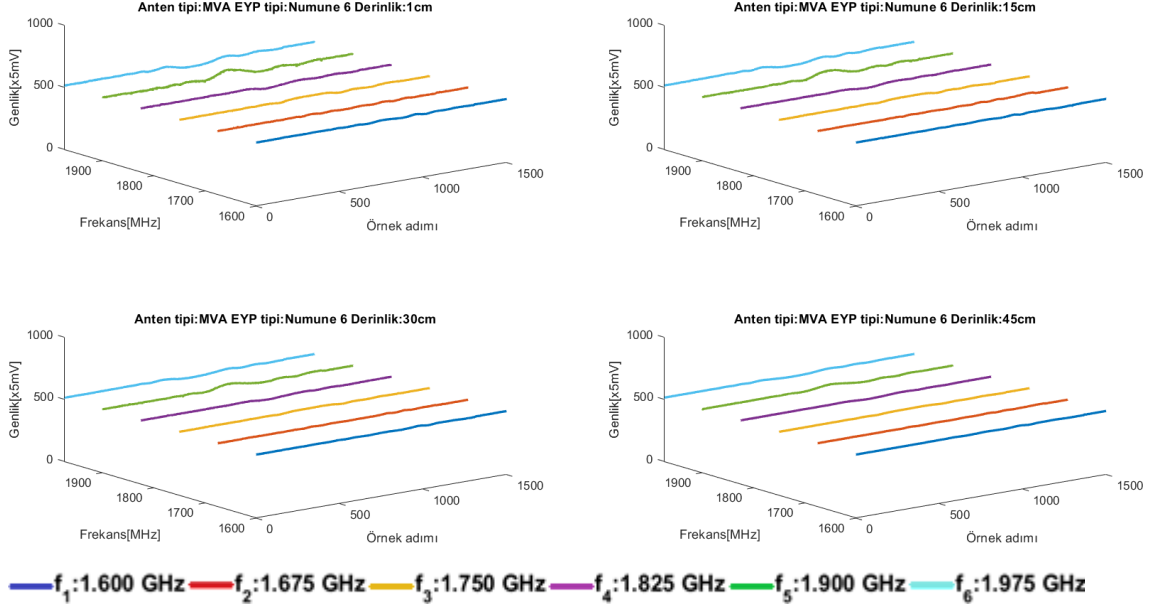 Anten tipi:MVA EYP tipi:Numune 6 Derinlik:1cm
1000
500
0
Genlik[x5mV]
1900
1800
1700
1600
Frekans[MHz]
0
500
1000
1500
Örnek adımı
Anten tipi:MVA EYP tipi:Numune 6 Derinlik:15cm
1000
500
0
Genlik[x5mV]
1900
1800
1700
1600
Frekans[MHz]
0
500
1000
1500
Örnek adımı
Anten tipi:MVA EYP tipi:Numune 6 Derinlik:30cm
1000
500
0
Genlik[x5mV]
1900
1800
1700
1600
Frekans[MHz]
0
500
1000
1500
Örnek adımı
Anten tipi:MVA EYP tipi:Numune 6 Derinlik:45cm
1000
500
0
Genlik[x5mV]
1900
1800
1700
1600
Frekans[MHz]
0
500
1000
1500
Örnek adımı
f₁:1.600 GHz f₂:1.675 GHz f₃:1.750 GHz f₄:1.825 GHz f₅:1.900 GHz f₆:1.975 GHz